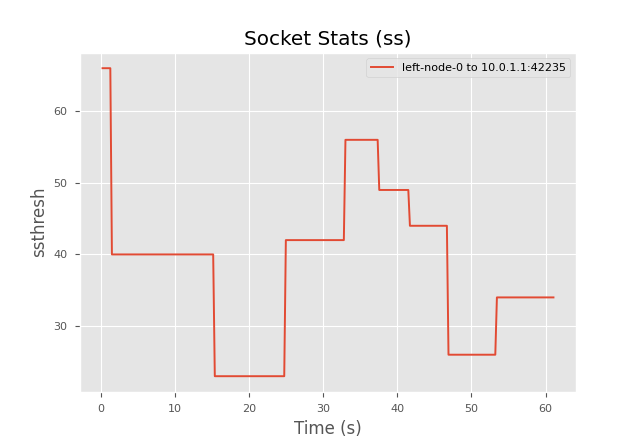 Socket Stats (ss)
left-node-0 to 10.0.1.1:42235
ssthresh
60
50
40
30
0 10 20 30 40 50 60
Time (s)